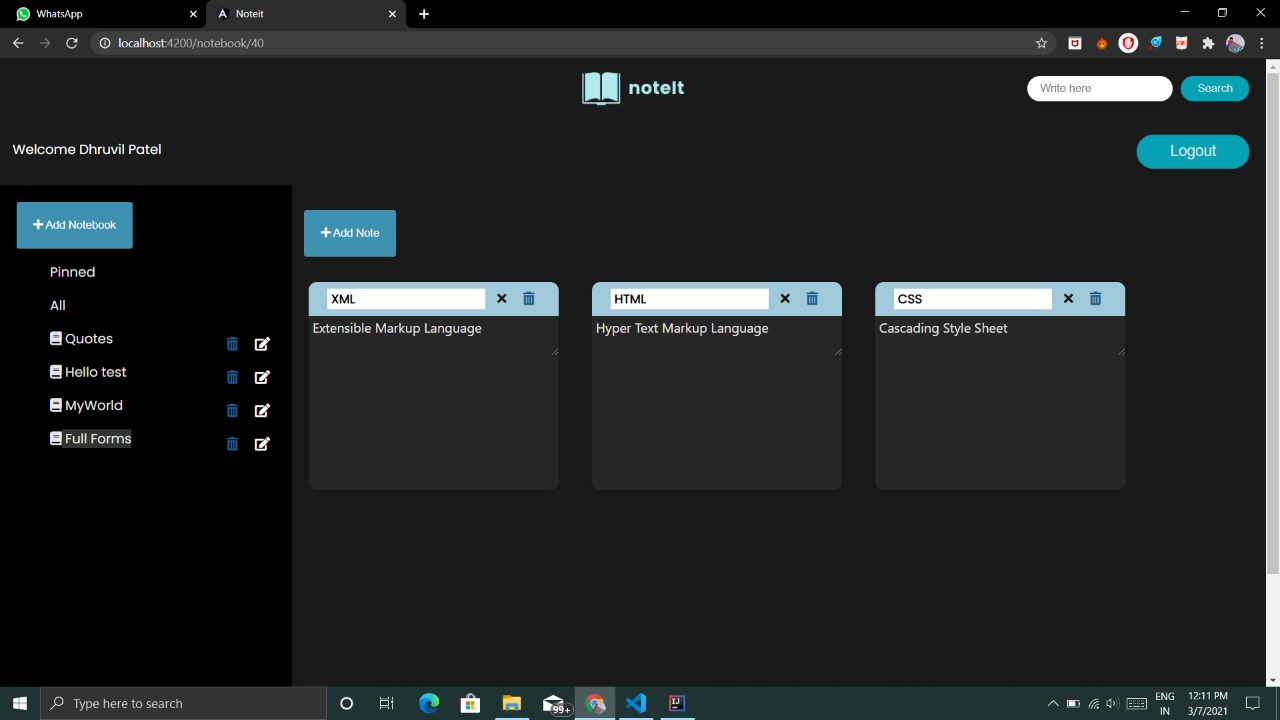 WhatsApp
Noteit
localhost:4200/notebook/40
noteIt
Write here
Search
Welcome Dhruvil Patel
Logout
Add Notebook
Add Note
Pinned
All
Quotes
Hello test
MyWorld
Full Forms
XML
Extensible Markup Language
HTML
Hyper Text Markup Language
CSS
Cascading Style Sheet
Type here to search
99+
ENG
IN
12:11 PM
3/7/2021